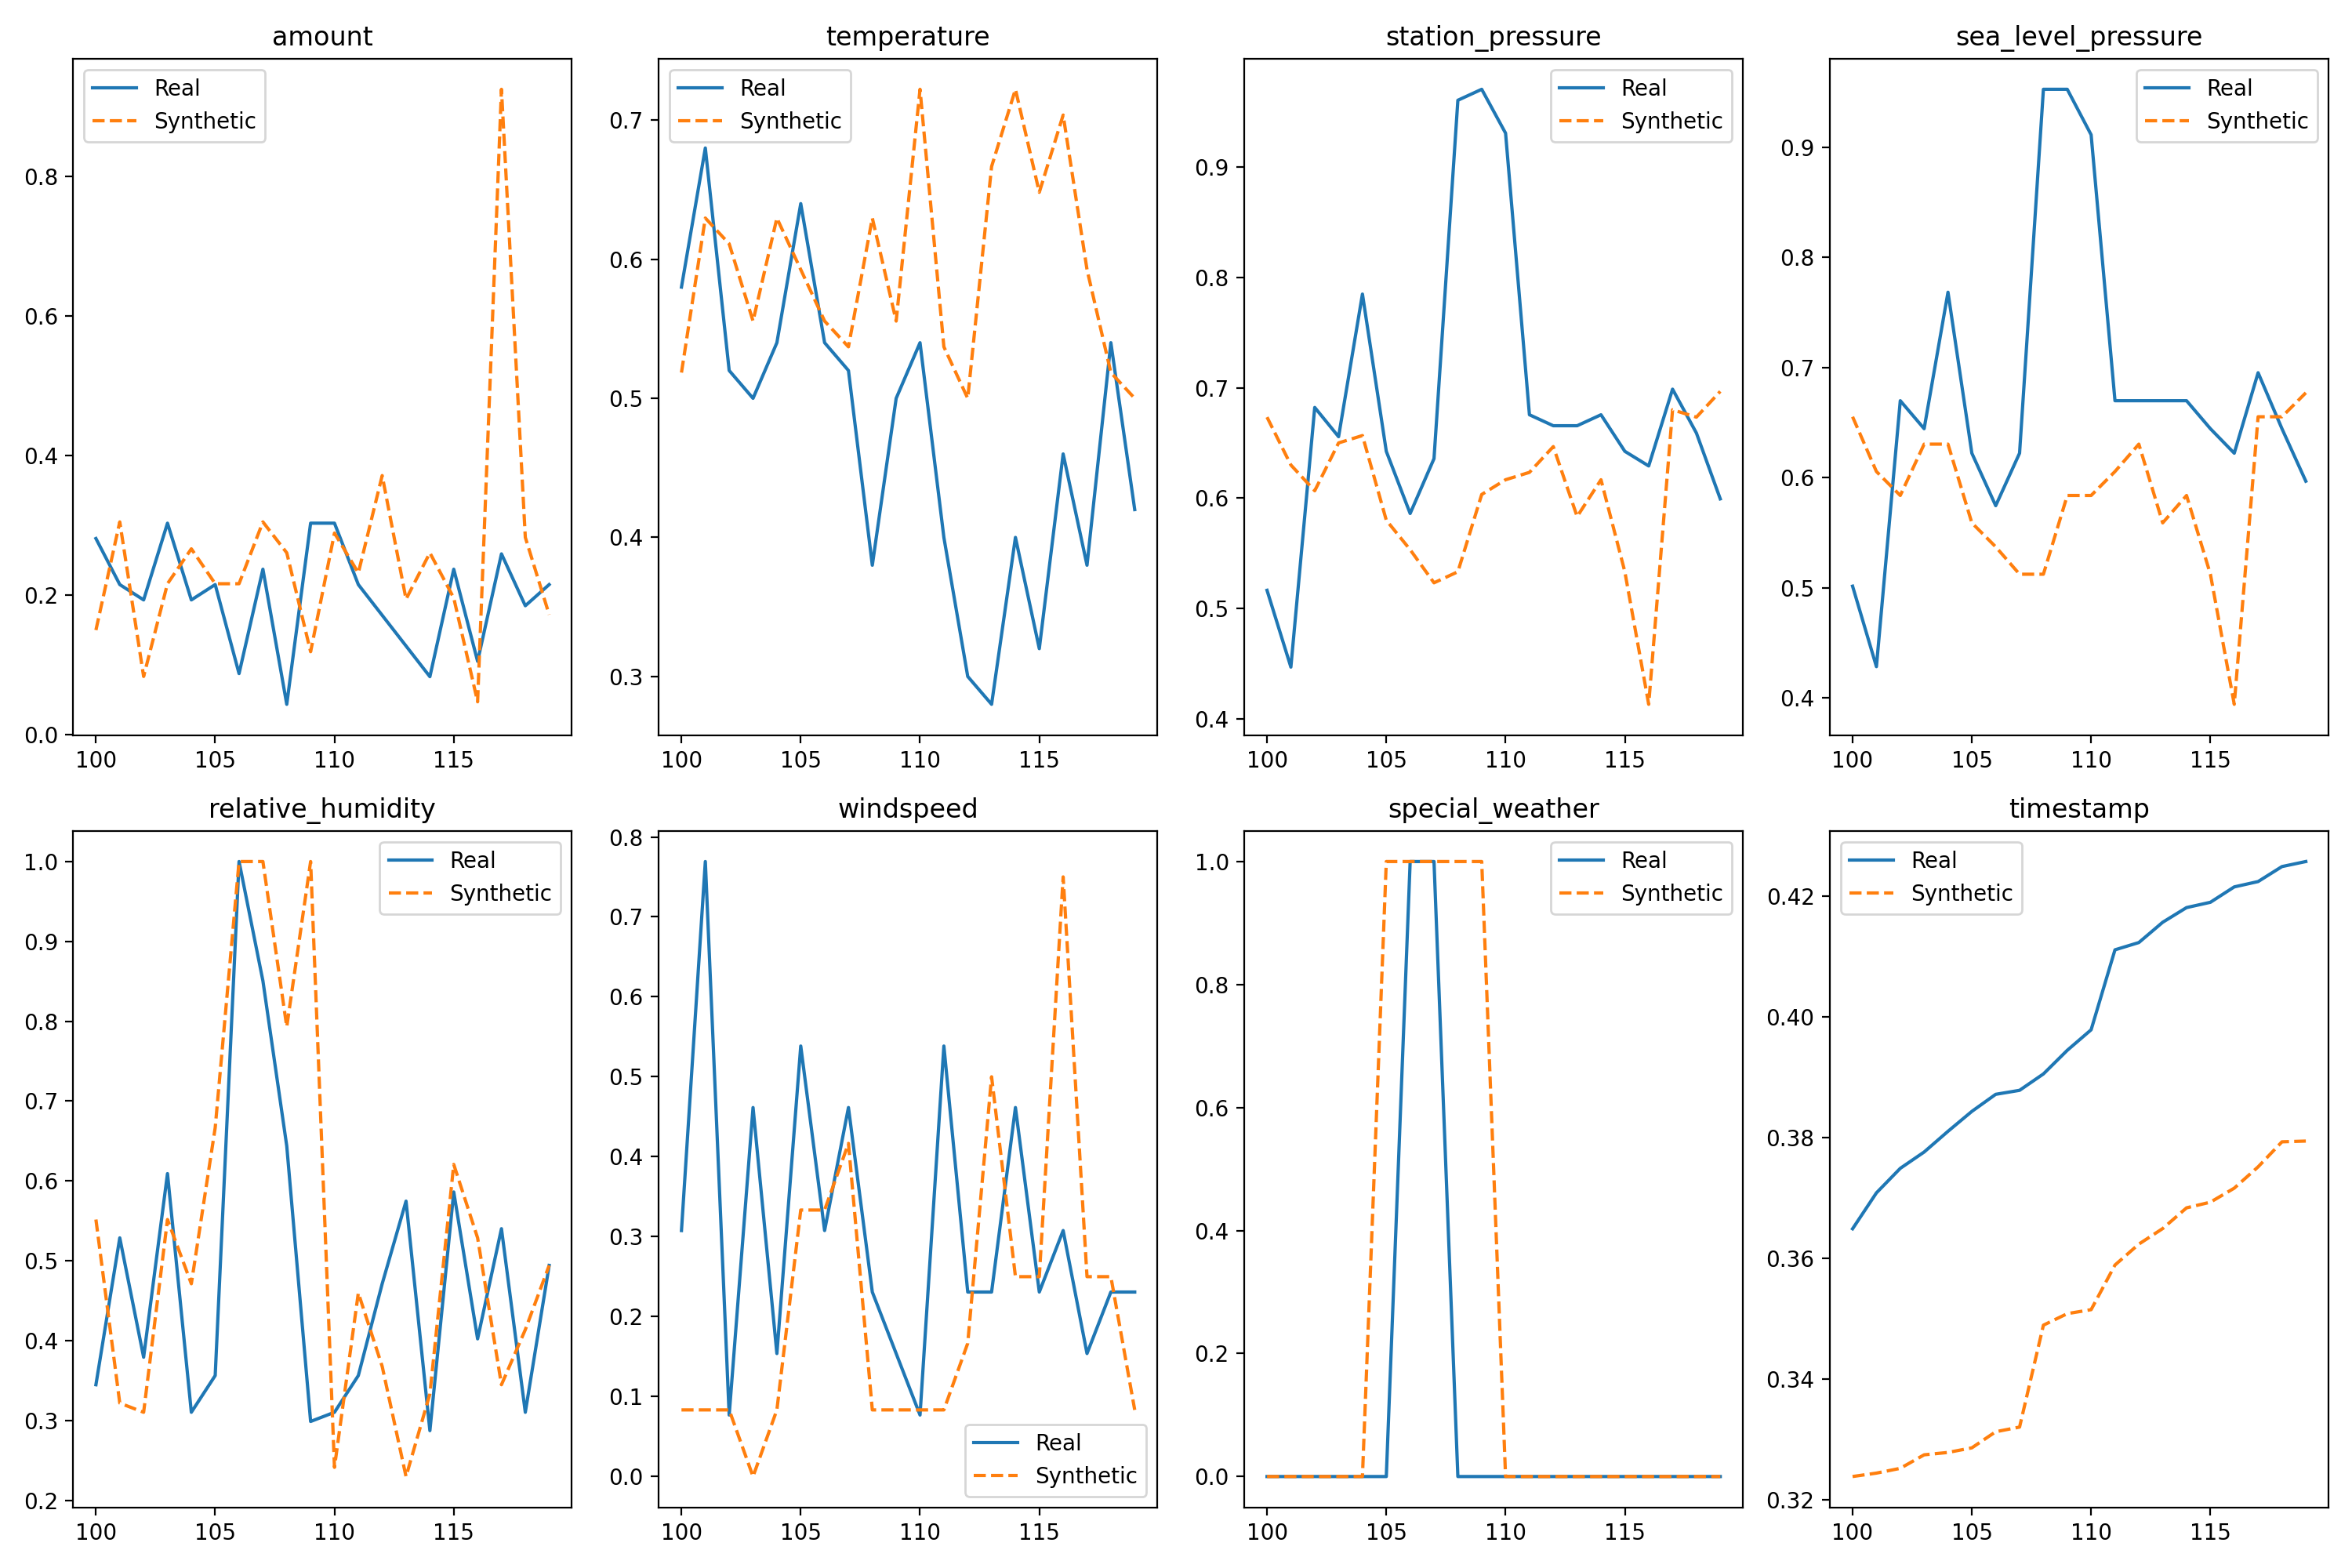 amount
Real
Synthetic
0.8
0.6
0.4
0.2
0.0
100 105 110 115
temperature
Real
Synthetic
0.7
0.6
0.5
0.4
0.3
100 105 110 115
station_pressure
Real
Synthetic
0.9
0.8
0.7
0.6
0.5
0.4
100 105 110 115
sea_level_pressure
Real
Synthetic
0.9
0.8
0.7
0.6
0.5
0.4
100 105 110 115
relative_humidity
Real
Synthetic
1.0
0.9
0.8
0.7
0.6
0.5
0.4
0.3
0.2
100 105 110 115
windspeed
0.8
0.7
0.6
0.5
0.4
0.3
0.2
0.1
0.0
Real
Synthetic
100 105 110 115
special_weather
Real
Synthetic
1.0
0.8
0.6
0.4
0.2
0.0
100 105 110 115
timestamp
Real
Synthetic
0.42
0.40
0.38
0.36
0.34
0.32
100 105 110 115